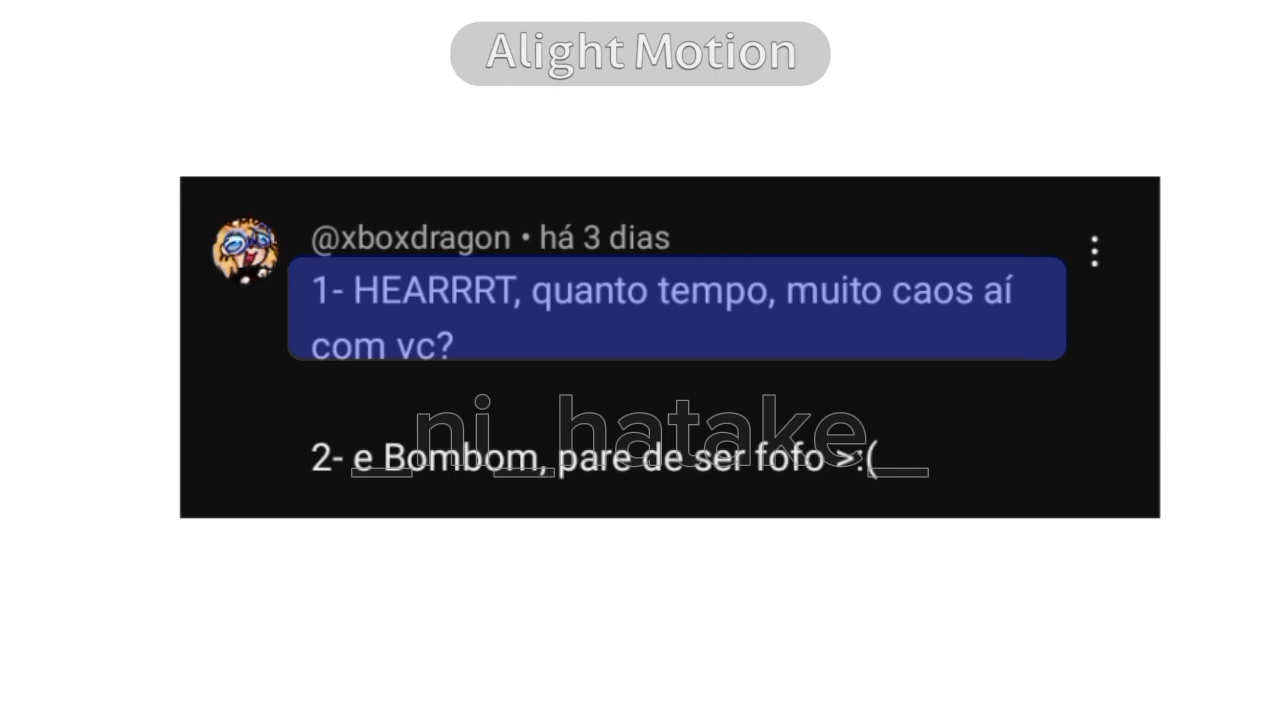 Alight Motion
@xboxdragon • há 3 dias
1- HEARRRT, quanto tempo, muito caos aí
com vc?
__ni__hatake__
2- e Bombom, pare de ser fofo >:(